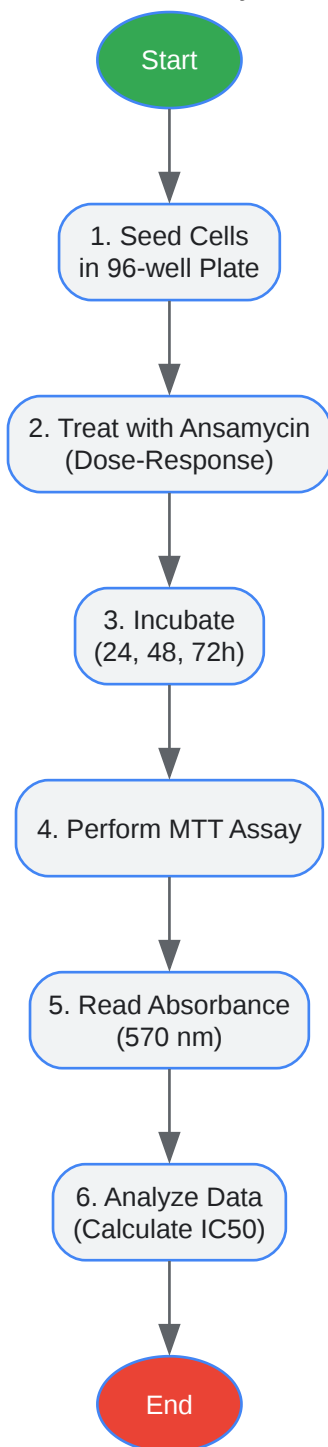 Start
1. Seed Cells
in 96-well Plate
2. Treat with Ansamycin
(Dose-Response)
3. Incubate
(24, 48, 72h)
4. Perform MTT Assay
5. Read Absorbance
(570 nm)
6. Analyze Data
(Calculate IC50)
End